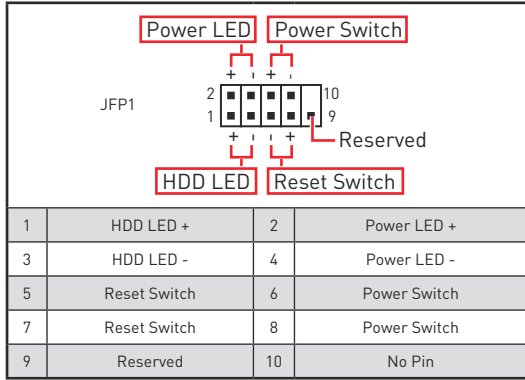 Power LED Power Switch
+ - + -
JFP1
2 10
1 9
+ - - +
Reserved
HDD LED Reset Switch
1 HDD LED + 2 Power LED +
3 HDD LED - 4 Power LED -
5 Reset Switch 6 Power Switch
7 Reset Switch 8 Power Switch
9 Reserved 10 No Pin